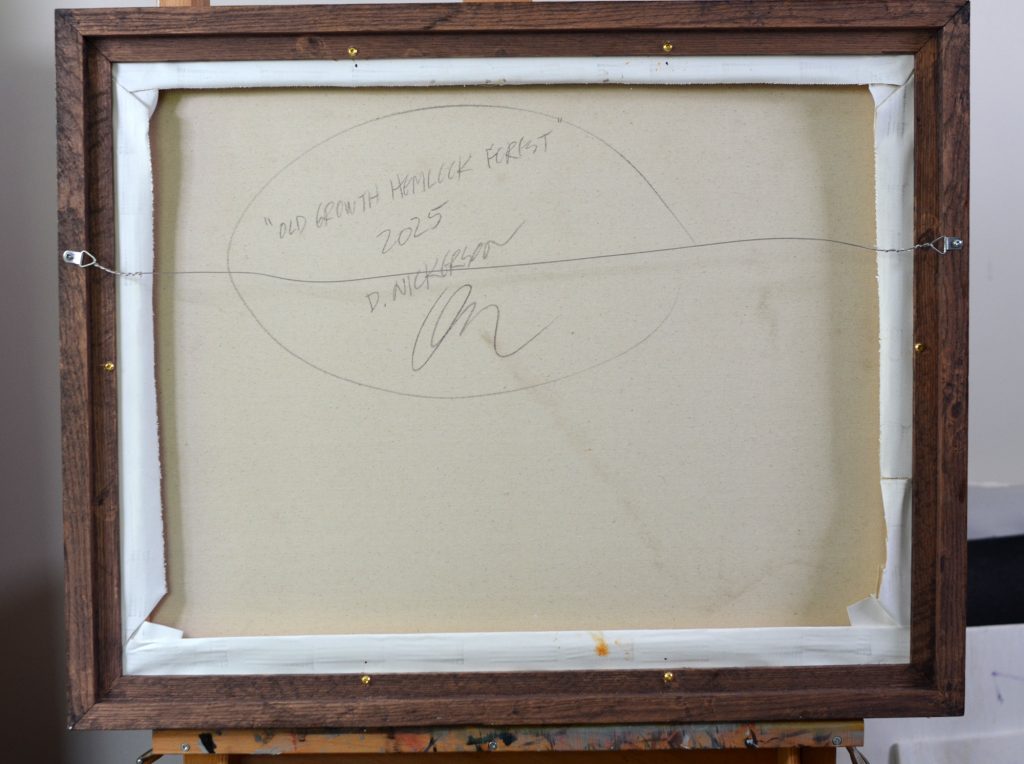 "OLD GROWTH HEMLOCK FOREST"
2025
D. NICKERSON